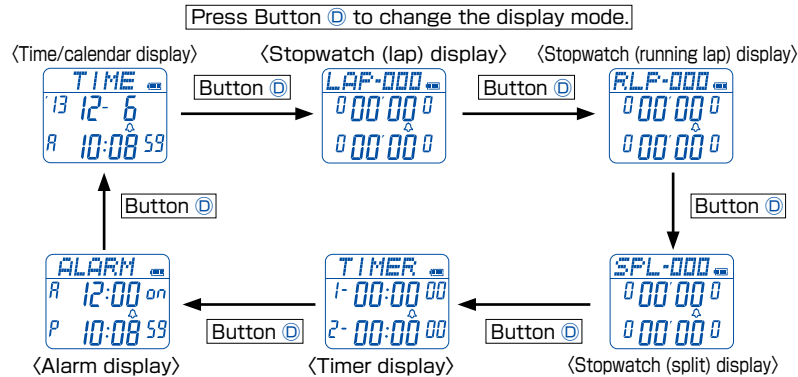 Press Button Ⓓ to change the display mode.
〈Time/calendar display〉
〈Stopwatch (lap) display〉
〈Stopwatch (running lap) display〉
TIME
'13 12- 6
A 10:08 59
Button Ⓓ
LAP-000
0 00'00 0
0 00'00 0
Button Ⓓ
RLP-000
0 00'00 0
0 00'00 0
Button Ⓓ
Button Ⓓ
ALARM
A 12:00 on
P 10:08 59
Button Ⓓ
TIMER
1- 00:00 00
2- 00:00 00
Button Ⓓ
SPL-000
0 00'00 0
0 00'00 0
〈Alarm display〉
〈Timer display〉
〈Stopwatch (split) display〉